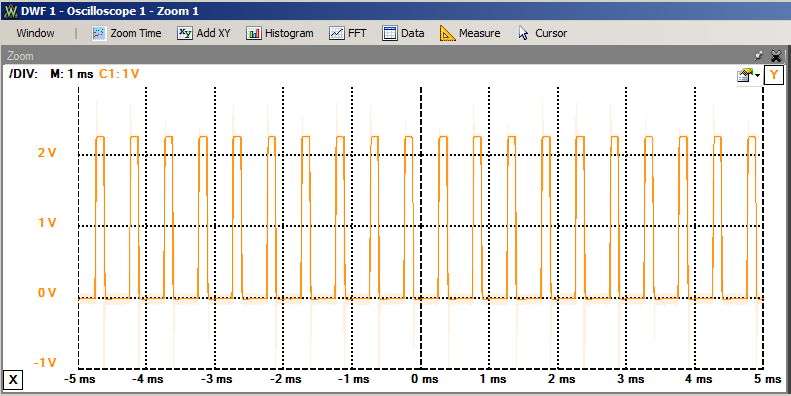 DWF 1 - Oscilloscope 1 - Zoom 1
Window Zoom Time Add XY Histogram FFT Data Measure Cursor
Zoom
/DIV: M: 1 ms C1: 1 V Y
2 V
1 V
0 V
-1 V
X -5 ms -4 ms -3 ms -2 ms -1 ms 0 ms 1 ms 2 ms 3 ms 4 ms 5 ms